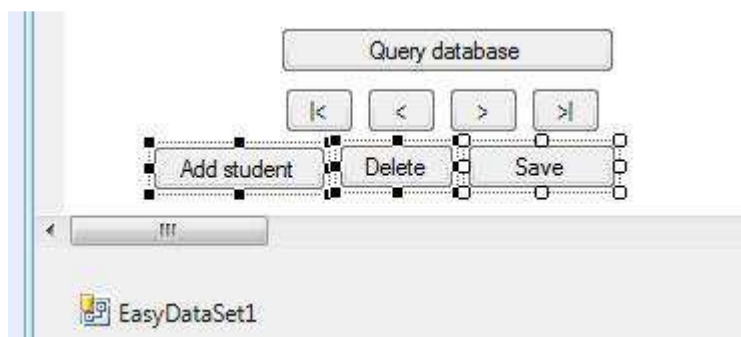 Query database
|< < > >|
Add student Delete Save
EasyDataSet1